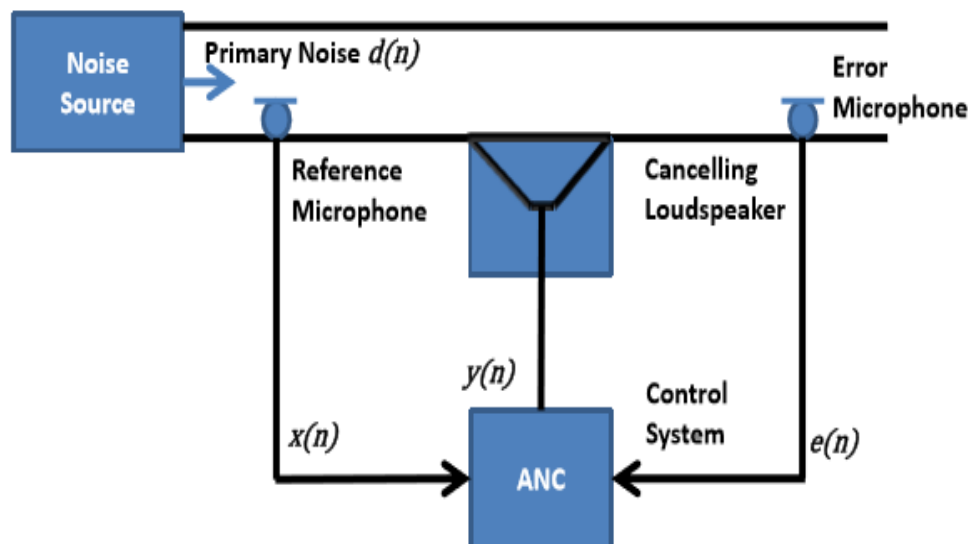 Noise
Source
Primary Noise d(n)
Error
Microphone
Reference
Microphone
Cancelling
Loudspeaker
y(n)
Control
System
x(n)
e(n)
ANC